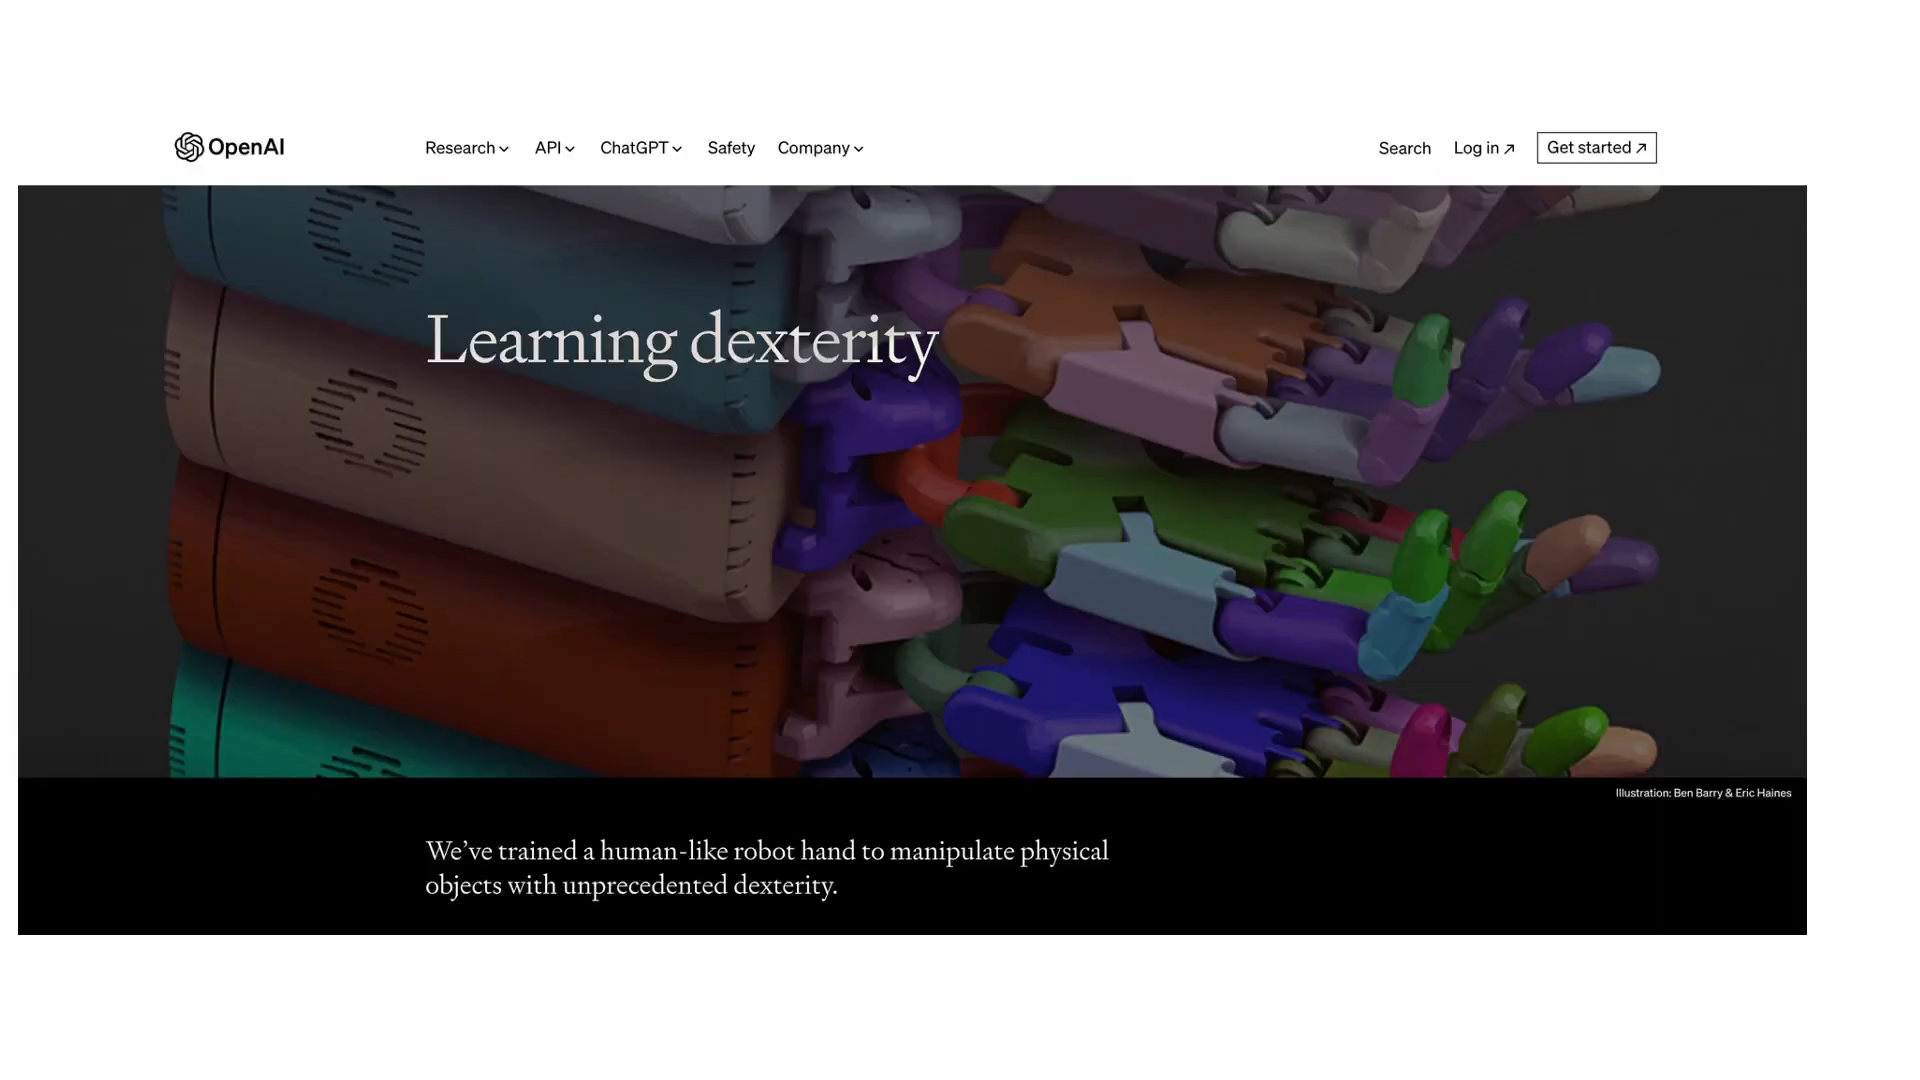 OpenAI
Research API ChatGPT Safety Company
Search Log in ↗ Get started ↗
Learning dexterity
Illustration: Ben Barry & Eric Haines
We’ve trained a human-like robot hand to manipulate physical
objects with unprecedented dexterity.